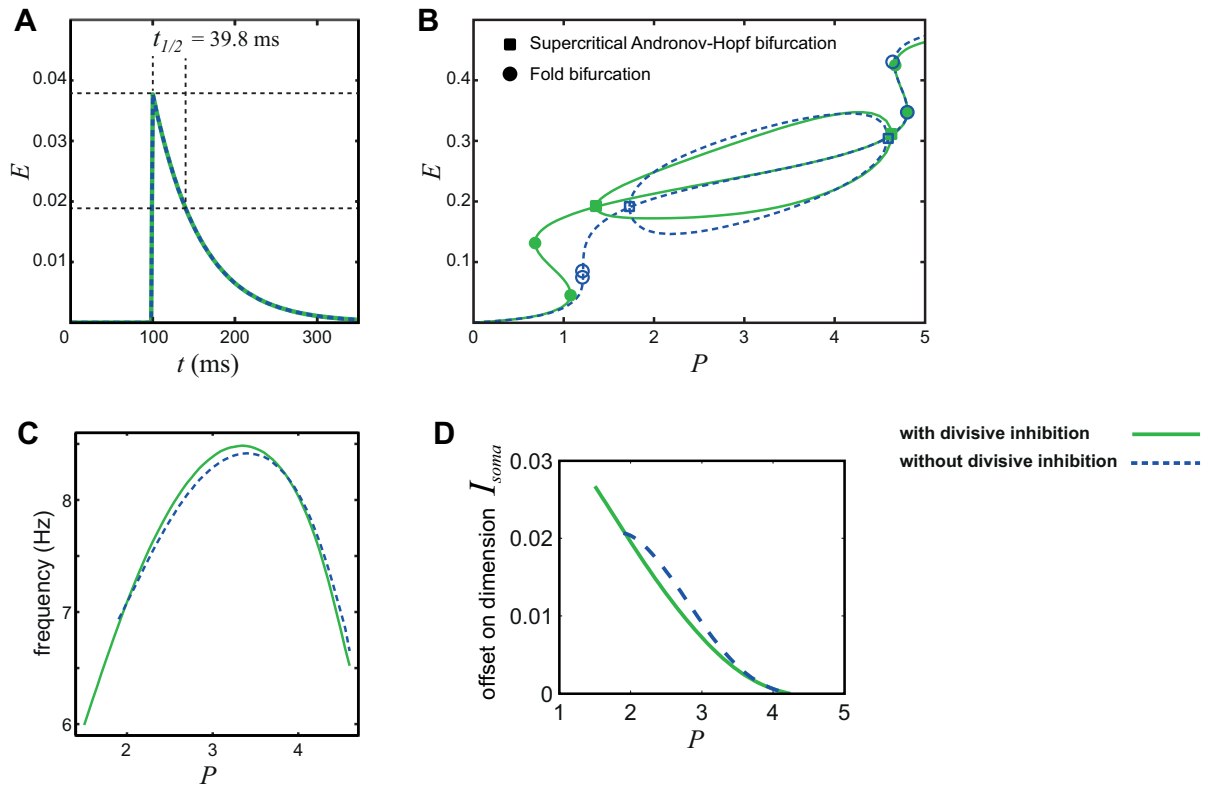 A
t1/2 = 39.8 ms
E
0.04
0.03
0.02
0.01
0
100
200
300
t (ms)
B
Supercritical Andronov-Hopf bifurcation
Fold bifurcation
E
0.4
0.3
0.2
0.1
0
1
2
3
4
5
P
C
frequency (Hz)
8
7
6
2
3
4
P
D
offset on dimension Isoma
0.03
0.02
0.01
0
1
2
3
4
5
P
with divisive inhibition
without divisive inhibition